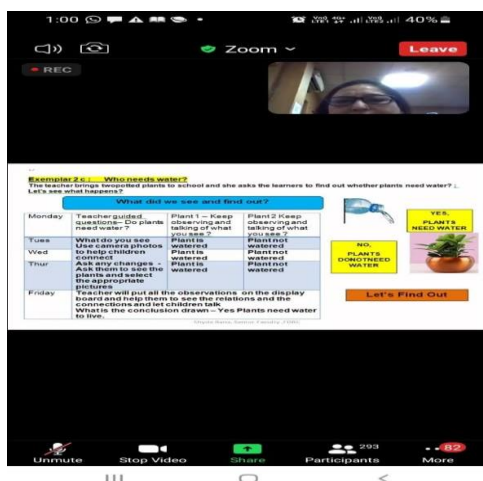 1:00
40%
Zoom
Leave
REC
Exemplar 2 c : Who needs water?
The teacher brings twopotted plants to school and she asks the learners to find out whether plants need water? ;
Let's see what happens?
What did we see and find out?
Monday
Teacher guided questions– Do plants need water ?
Plant 1 – Keep observing and talking of what you see ?
Plant 2 Keep observing and talking of what you see ?
Tues
Wed
Thur
What do you see
Use camera photos to help children connect
Ask any changes - Ask them to see the plants and select the appropriate pictures
Plant is watered
Plant is watered
Plant is watered
Plant not watered
Plant not watered
Plant not watered
Friday
Teacher will put all the observations on the display board and help them to see the relations and the connections and let children talk
What is the conclusion drawn – Yes Plants need water to live.
YES, PLANTS NEED WATER
NO, PLANTS DONOTNEED WATER
Let's Find Out
Unmute
Stop Video
Share
293
Participants
82
More